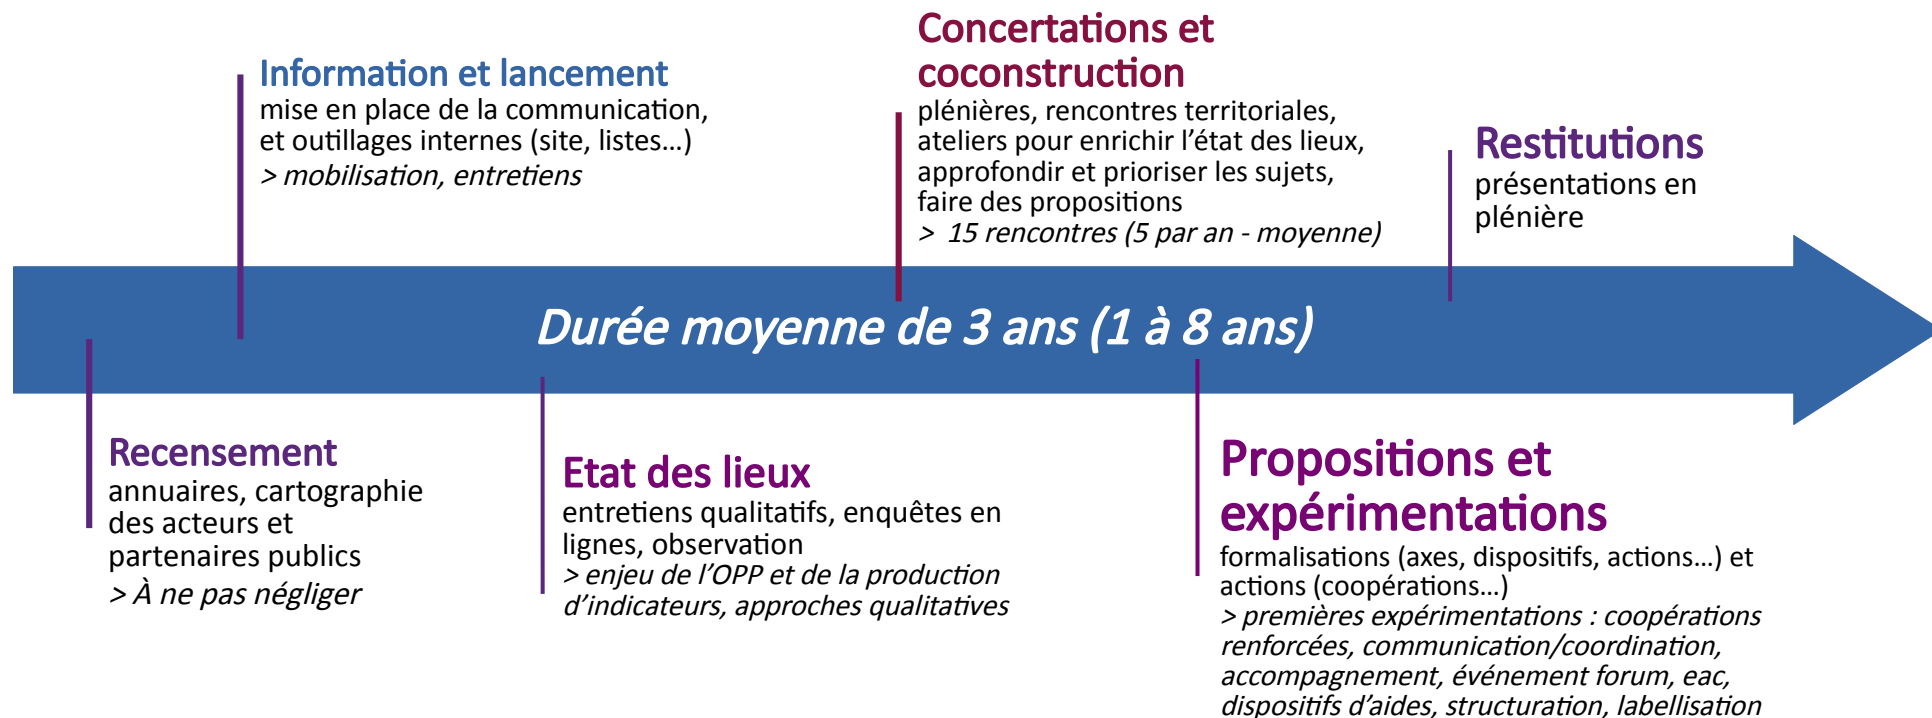 Information et lancement
mise en place de la communication,
et outillages internes (site, listes…)
> mobilisation, entretiens
Concertations et
coconstruction
plénières, rencontres territoriales,
ateliers pour enrichir l’état des lieux,
approfondir et prioriser les sujets,
faire des propositions
> 15 rencontres (5 par an - moyenne)
Restitutions
présentations en
plénière
Durée moyenne de 3 ans (1 à 8 ans)
Recensement
annuaires, cartographie
des acteurs et
partenaires publics
> À ne pas négliger
Etat des lieux
entretiens qualitatifs, enquêtes en
lignes, observation
> enjeu de l’OPP et de la production
d’indicateurs, approches qualitatives
Propositions et
expérimentations
formalisations (axes, dispositifs, actions…) et
actions (coopérations…)
> premières expérimentations : coopérations
renforcées, communication/coordination,
accompagnement, événement forum, eac,
dispositifs d’aides, structuration, labellisation